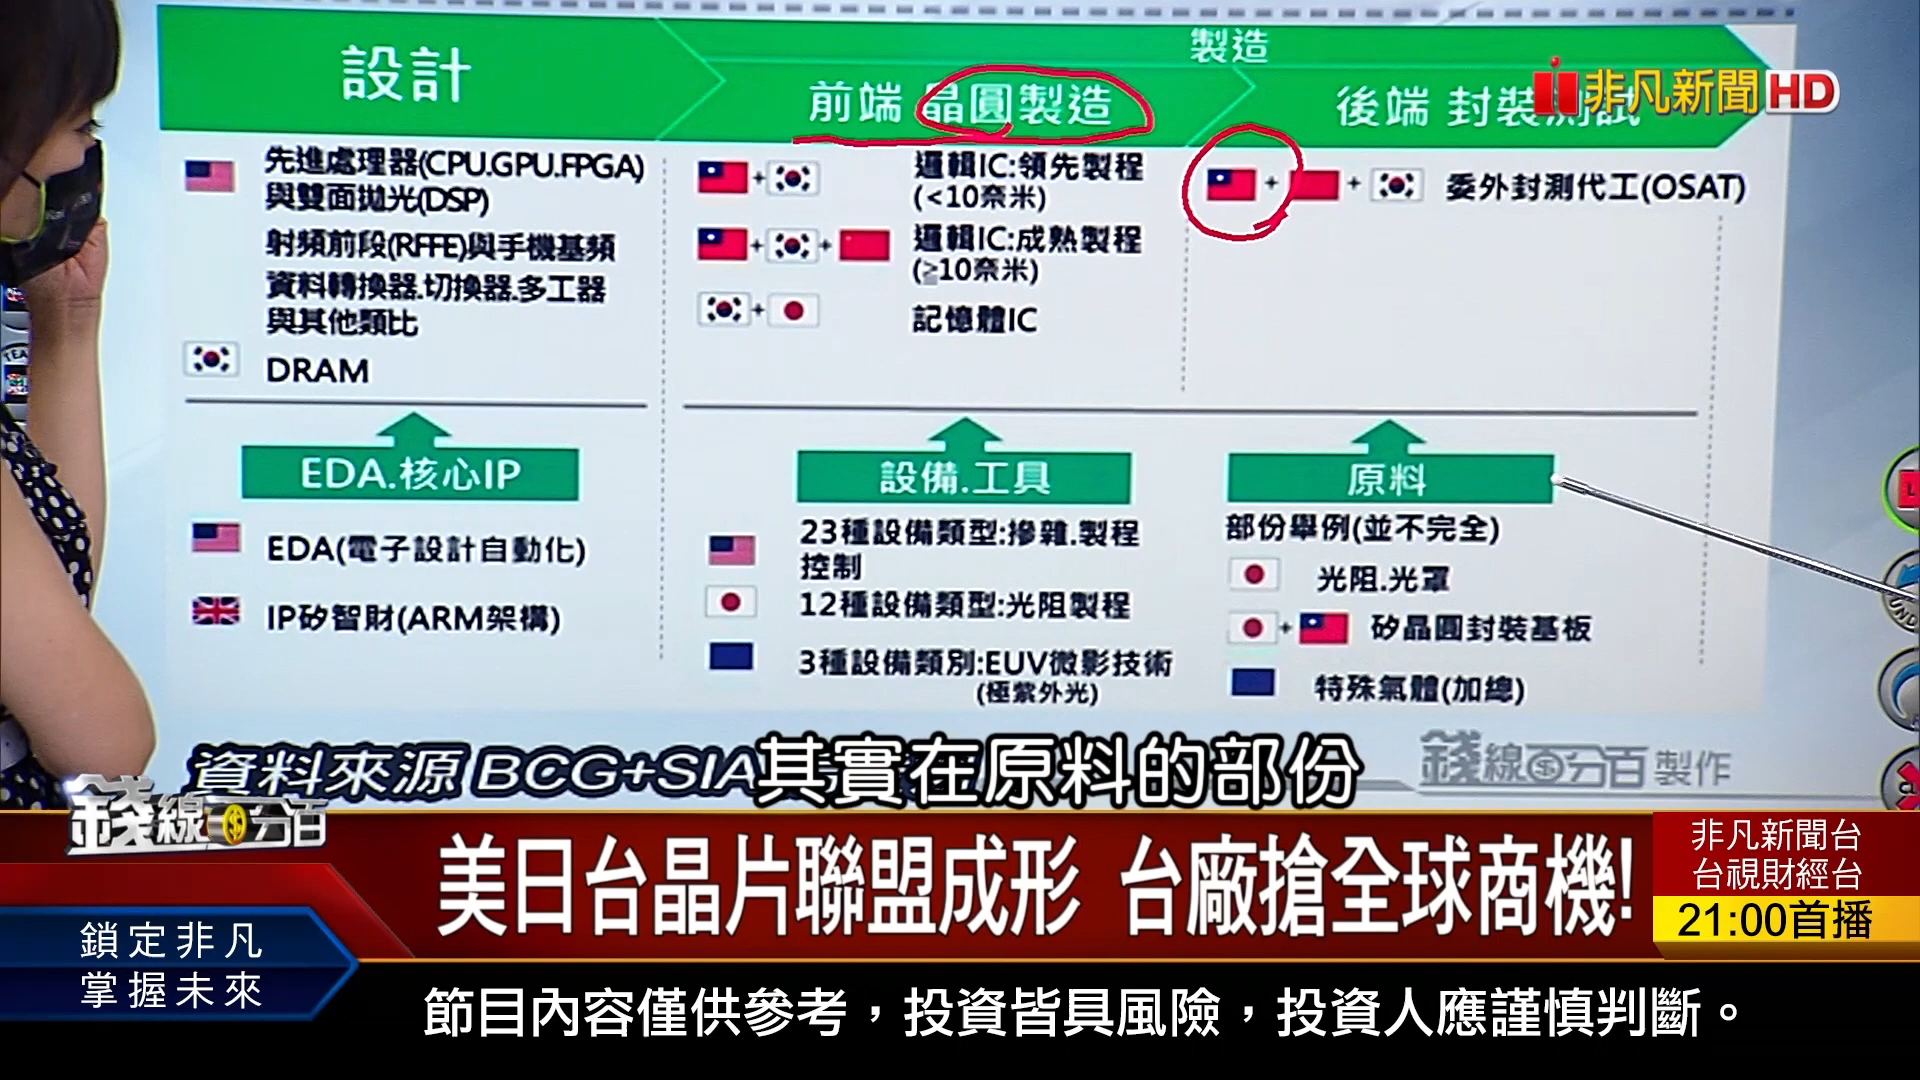 設計
製造
前端 晶圓製造
後端 封裝測試
非凡新聞HD
先進處理器(CPU.GPU.FPGA)
與雙面拋光(DSP)
射頻前段(RFFE)與手機基頻
資料轉換器.切換器.多工器
與其他類比
DRAM
+
邏輯IC:領先製程
(<10奈米)
+ +
邏輯IC:成熟製程
(≧10奈米)
+
記憶體IC
+ +
委外封測代工(OSAT)
EDA.核心IP
EDA(電子設計自動化)
IP矽智財(ARM架構)
設備.工具
23種設備類型:摻雜.製程
控制
12種設備類型:光阻製程
3種設備類別:EUV微影技術
(極紫外光)
原料
部份舉例(並不完全)
光阻.光罩
+
矽晶圓封裝基板
特殊氣體(加總)
資料來源 BCG+SIA
其實在原料的部份
錢線百分百製作
錢線百分百
美日台晶片聯盟成形 台廠搶全球商機!
非凡新聞台
台視財經台
21:00首播
鎖定非凡
掌握未來
節目內容僅供參考，投資皆具風險，投資人應謹慎判斷。